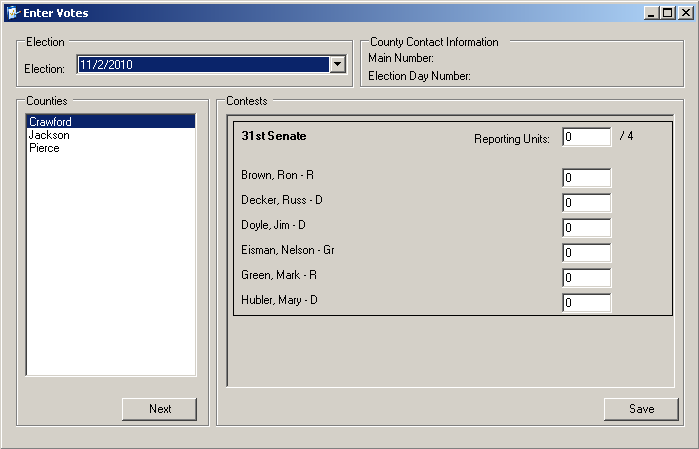 Enter Votes
Election
Election: 11/2/2010
County Contact Information
Main Number:
Election Day Number:
Counties
Crawford
Jackson
Pierce
Next
Contests
31st Senate Reporting Units: 0 / 4
Brown, Ron - R 0
Decker, Russ - D 0
Doyle, Jim - D 0
Eisman, Nelson - Gr 0
Green, Mark - R 0
Hubler, Mary - D 0
Save